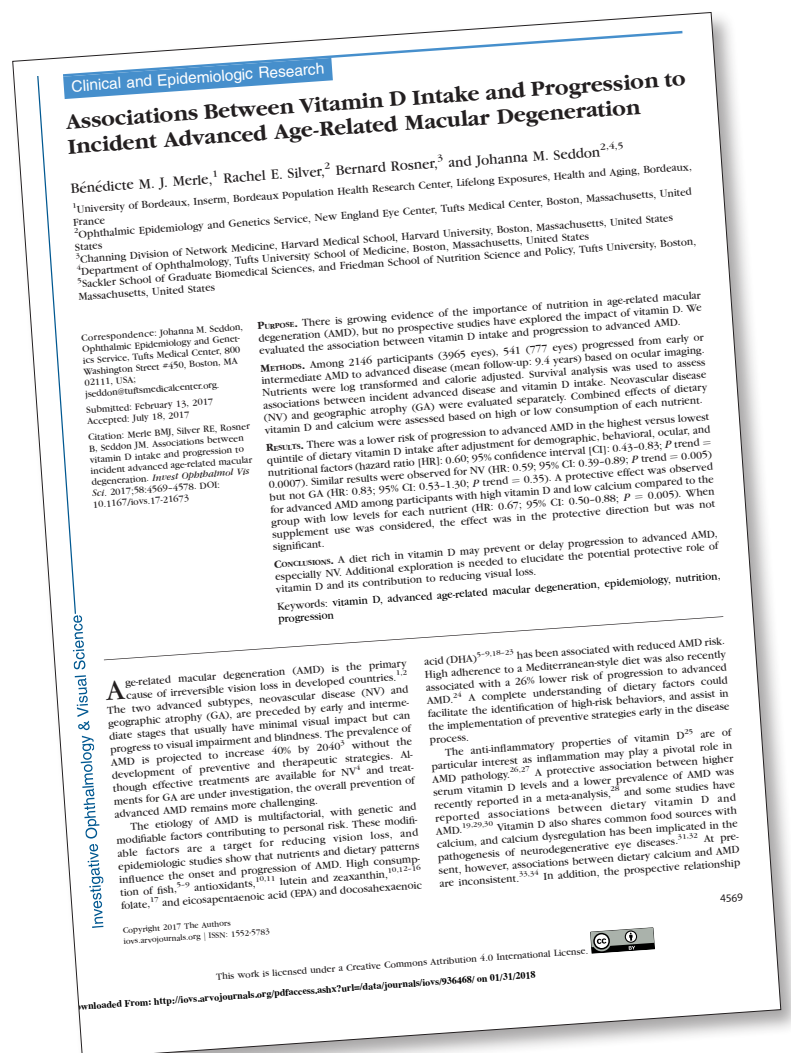 Clinical and Epidemiologic Research
Associations Between Vitamin D Intake and Progression to
Incident Advanced Age-Related Macular Degeneration
Bénédicte M. J. Merle,1 Rachel E. Silver,2 Bernard Rosner,3 and Johanna M. Seddon2,4,5
1University of Bordeaux, Inserm, Bordeaux Population Health Research Center, Lifelong Exposures, Health and Aging, Bordeaux,
France
2Ophthalmic Epidemiology and Genetics Service, New England Eye Center, Tufts Medical Center, Boston, Massachusetts, United
States
3Channing Division of Network Medicine, Harvard Medical School, Harvard University, Boston, Massachusetts, United States
4Department of Ophthalmology, Tufts University School of Medicine, Boston, Massachusetts, United States
5Sackler School of Graduate Biomedical Sciences, and Friedman School of Nutrition Science and Policy, Tufts University, Boston,
Massachusetts, United States
Correspondence: Johanna M. Seddon,
Ophthalmic Epidemiology and Genet-
ics Service, Tufts Medical Center, 800
Washington Street #450, Boston, MA
02111, USA;
jseddon@tuftsmedicalcenter.org.
Submitted: February 13, 2017
Accepted: July 18, 2017
Citation: Merle BMJ, Silver RE, Rosner
B, Seddon JM. Associations between
vitamin D intake and progression to
incident advanced age-related macular
degeneration. Invest Ophthalmol Vis
Sci. 2017;58:4569–4578. DOI:
10.1167/iovs.17-21673
PURPOSE. There is growing evidence of the importance of nutrition in age-related macular
degeneration (AMD), but no prospective studies have explored the impact of vitamin D. We
evaluated the association between vitamin D intake and progression to advanced AMD.
METHODS. Among 2146 participants (3965 eyes), 541 (777 eyes) progressed from early or
intermediate AMD to advanced disease (mean follow-up: 9.4 years) based on ocular imaging.
Nutrients were log transformed and calorie adjusted. Survival analysis was used to assess
associations between incident advanced disease and vitamin D intake. Neovascular disease
(NV) and geographic atrophy (GA) were evaluated separately. Combined effects of dietary
vitamin D and calcium were assessed based on high or low consumption of each nutrient.
RESULTS. There was a lower risk of progression to advanced AMD in the highest versus lowest
quintile of dietary vitamin D intake after adjustment for demographic, behavioral, ocular, and
nutritional factors (hazard ratio [HR]: 0.60; 95% confidence interval [CI]: 0.43–0.83; P trend =
0.0007). Similar results were observed for NV (HR: 0.59; 95% CI: 0.39–0.89; P trend = 0.005)
but not GA (HR: 0.83; 95% CI: 0.53–1.30; P trend = 0.35). A protective effect was observed
for advanced AMD among participants with high vitamin D and low calcium compared to the
group with low levels for each nutrient (HR: 0.67; 95% CI: 0.50–0.88; P = 0.005). When
supplement use was considered, the effect was in the protective direction but was not
significant.
CONCLUSIONS. A diet rich in vitamin D may prevent or delay progression to advanced AMD,
especially NV. Additional exploration is needed to elucidate the potential protective role of
vitamin D and its contribution to reducing visual loss.
Keywords: vitamin D, advanced age-related macular degeneration, epidemiology, nutrition,
progression
Age-related macular degeneration (AMD) is the primary
cause of irreversible vision loss in developed countries.1,2
The two advanced subtypes, neovascular disease (NV) and
geographic atrophy (GA), are preceded by early and interme-
diate stages that usually have minimal visual impact but can
progress to visual impairment and blindness. The prevalence of
AMD is projected to increase 40% by 20403 without the
development of preventive and therapeutic strategies. Al-
though effective treatments are available for NV4 and treat-
ments for GA are under investigation, the overall prevention of
advanced AMD remains more challenging.
The etiology of AMD is multifactorial, with genetic and
modifiable factors contributing to personal risk. These modifi-
able factors are a target for reducing vision loss, and
epidemiologic studies show that nutrients and dietary patterns
influence the onset and progression of AMD. High consump-
tion of fish,5–9 antioxidants,10,11 lutein and zeaxanthin,10,12–16
folate,17 and eicosapentaenoic acid (EPA) and docosahexaenoic
acid (DHA)5–9,18–23 has been associated with reduced AMD risk.
High adherence to a Mediterranean-style diet was also recently
associated with a 26% lower risk of progression to advanced
AMD.24 A complete understanding of dietary factors could
facilitate the identification of high-risk behaviors, and assist in
the implementation of preventive strategies early in the disease
process.
The anti-inflammatory properties of vitamin D25 are of
particular interest as inflammation may play a pivotal role in
AMD pathology.26,27 A protective association between higher
serum vitamin D levels and a lower prevalence of AMD was
recently reported in a meta-analysis,28 and some studies have
reported associations between dietary vitamin D and
AMD.19,29,30 Vitamin D also shares common food sources with
calcium, and calcium dysregulation has been implicated in the
pathogenesis of neurodegenerative eye diseases.31,32 At pre-
sent, however, associations between dietary calcium and AMD
are inconsistent.33,34 In addition, the prospective relationship
Investigative Ophthalmology & Visual Science
Copyright 2017 The Authors
iovs.arvojournals.org | ISSN: 1552-5783
4569
This work is licensed under a Creative Commons Attribution 4.0 International License.
cc
BY
wnloaded From: http://iovs.arvojournals.org/pdfaccess.ashx?url=/data/journals/iovs/936468/ on 01/31/2018